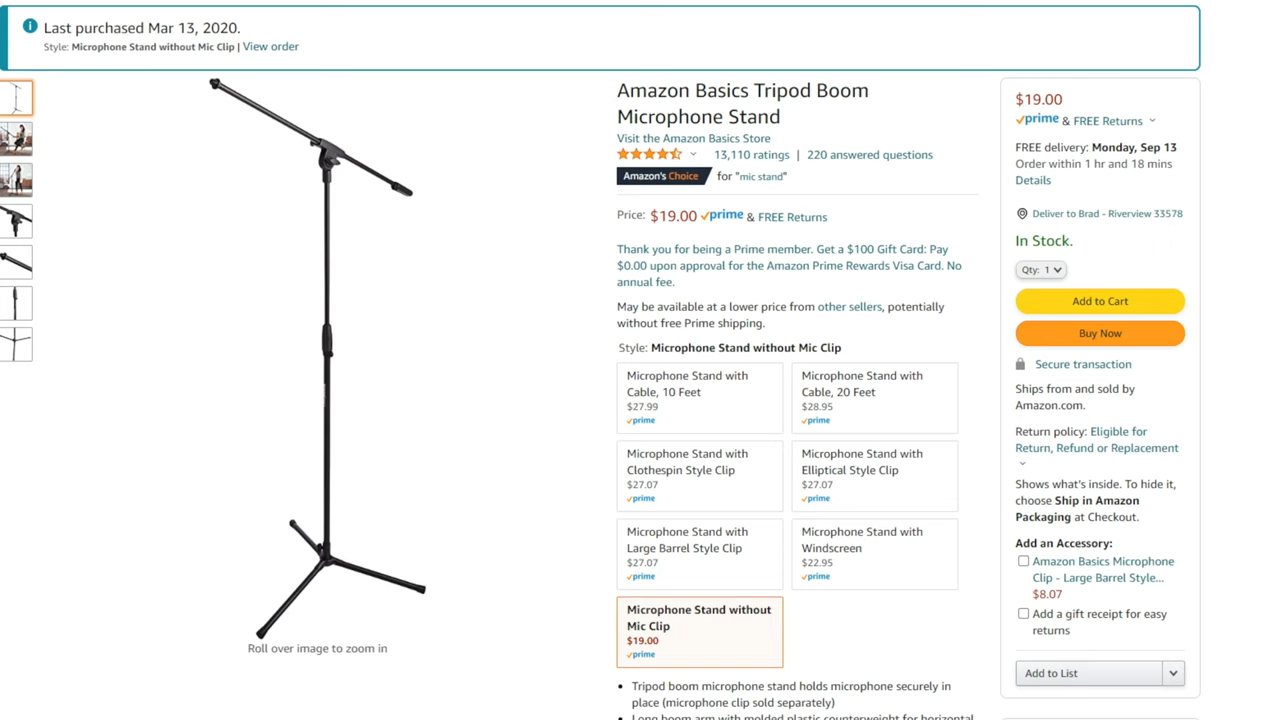 Last purchased Mar 13, 2020.
Style: Microphone Stand without Mic Clip | View order
Roll over image to zoom in
Amazon Basics Tripod Boom
Microphone Stand
Visit the Amazon Basics Store
13,110 ratings | 220 answered questions
Amazon's Choice for "mic stand"
Price: $19.00 prime & FREE Returns
Thank you for being a Prime member. Get a $100 Gift Card: Pay
$0.00 upon approval for the Amazon Prime Rewards Visa Card. No
annual fee.
May be available at a lower price from other sellers, potentially
without free Prime shipping.
Style: Microphone Stand without Mic Clip
Microphone Stand with
Cable, 10 Feet
$27.99
prime
Microphone Stand with
Cable, 20 Feet
$28.95
prime
Microphone Stand with
Clothespin Style Clip
$27.07
prime
Microphone Stand with
Elliptical Style Clip
$27.07
prime
Microphone Stand with
Large Barrel Style Clip
$27.07
prime
Microphone Stand with
Windscreen
$22.95
prime
Microphone Stand without
Mic Clip
$19.00
prime
• Tripod boom microphone stand holds microphone securely in
place (microphone clip sold separately)
• Long boom arm with molded plastic counterweight for horizontal
$19.00
prime & FREE Returns
FREE delivery: Monday, Sep 13
Order within 1 hr and 18 mins
Details
Deliver to Brad - Riverview 33578
In Stock.
Qty: 1
Add to Cart
Buy Now
Secure transaction
Ships from and sold by
Amazon.com.
Return policy: Eligible for
Return, Refund or Replacement
Shows what's inside. To hide it,
choose Ship in Amazon
Packaging at Checkout.
Add an Accessory:
Amazon Basics Microphone
Clip - Large Barrel Style...
$8.07
Add a gift receipt for easy
returns
Add to List